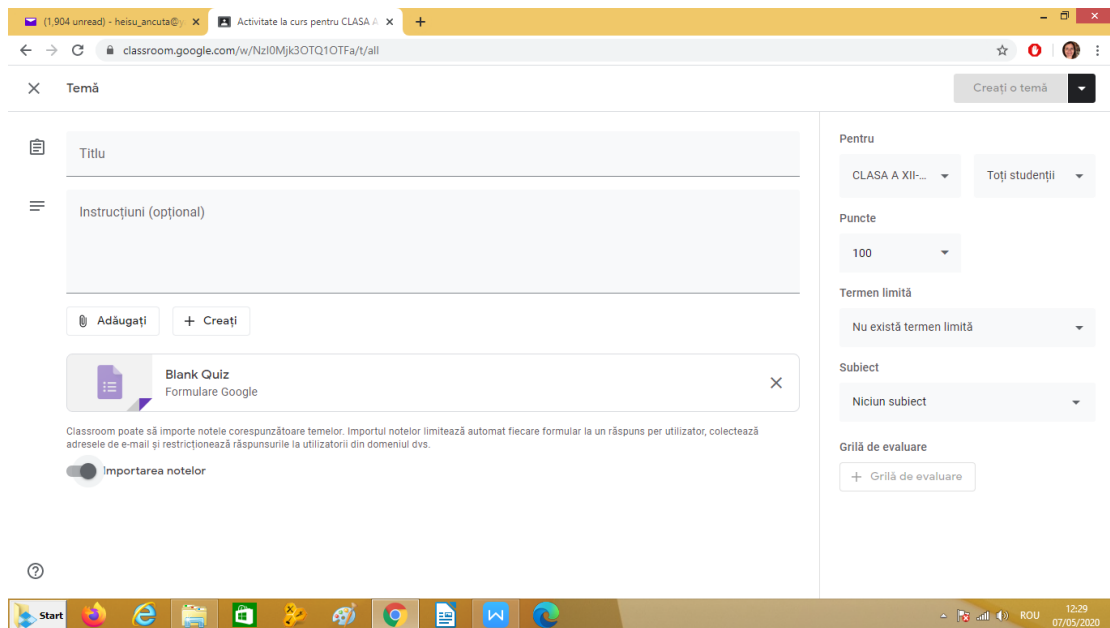 (1,904 unread) - heisu_ancuta@y
Activitate la curs pentru CLASA A
classroom.google.com/w/NzI0Mjk3OTQ1OTFa/t/all
Temă
Creați o temă
Titlu
Instrucțiuni (opțional)
Adăugați
Creați
Blank Quiz
Formulare Google
Classroom poate să importe notele corespunzătoare temelor. Importul notelor limitează automat fiecare formular la un răspuns per utilizator, colectează
adresele de e-mail și restricționează răspunsurile la utilizatorii din domeniul dvs.
Importarea notelor
Pentru
CLASA A XII-...
Toți studenții
Puncte
100
Termen limită
Nu există termen limită
Subiect
Niciun subiect
Grilă de evaluare
Grilă de evaluare
Start
ROU
12:29
07/05/2020